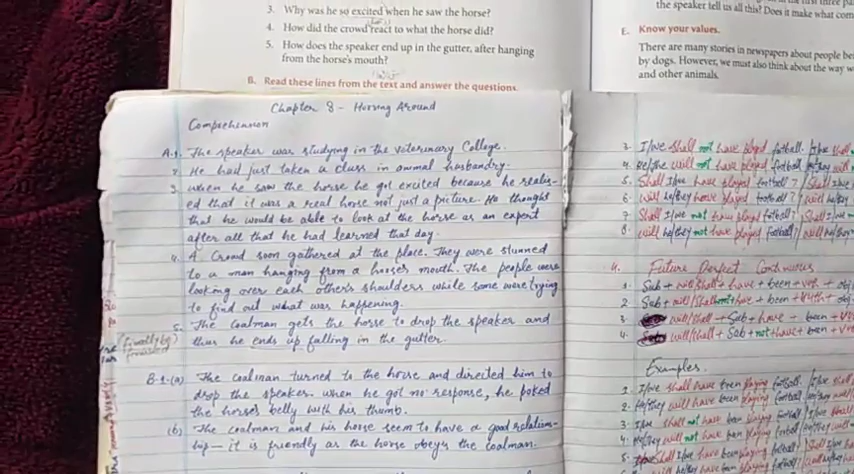 3. Why was he so excited when he saw the horse?
4. How did the crowd react to what the horse did?
5. How does the speaker end up in the gutter, after hanging
from the horse's mouth?
B. Read these lines from the text and answer the questions.
the speaker tell us all this? Does it make what com
E. Know your values.
There are many stories in newspapers about people be
by dogs. However, we must also think about the way w
and other animals.
Chapter 8 - Horsing Around
Comprehension
A.1. The speaker was studying in the veterinary College.
2. He had just taken a class in animal husbandry.
3. When he saw the horse he got excited because he realis-
ed that it was a real horse not just a picture. He thought
that he would be able to look at the horse as an expert
after all that he had learned that day.
4. A Crowd soon gathered at the place. They were stunned
to a man hanging from a horse's mouth. The people were
looking over each other's shoulders while some were trying
to find out what was happening.
5. The coalman gets the horse to drop the speaker and
thus he ends up falling in the gutter.
B-1-(a) The coalman turned to the horse and directed him to
drop the speaker. when he got no response, he poked
the horse's belly with his thumb.
(b) The coalman and his horse seem to have a good relation-
hip - it is friendly as the horse obeys the coalman.
3. I/we shall not have played football.
4. He/they will not have played football
5. Shall I/we have played football?
6. Will he/they have played football?
7. Shall I/we not have played football?
8. Will he/they not have played football
4. Future Perfect Continuous
1. Sub + will/shall + have + been + v4th + obj
2. Sub + will/shall + not + have + been + v4th + obj
3. will/shall + Sub + have + been + v4
4. will/shall + Sub + not + have + been + v4
Examples.
1. I/we shall have been playing football.
2. He/they will have been playing football.
3. I/we shall not have been playing football
4. He/they will not have been playing football
5. Shall I/we have been playing football